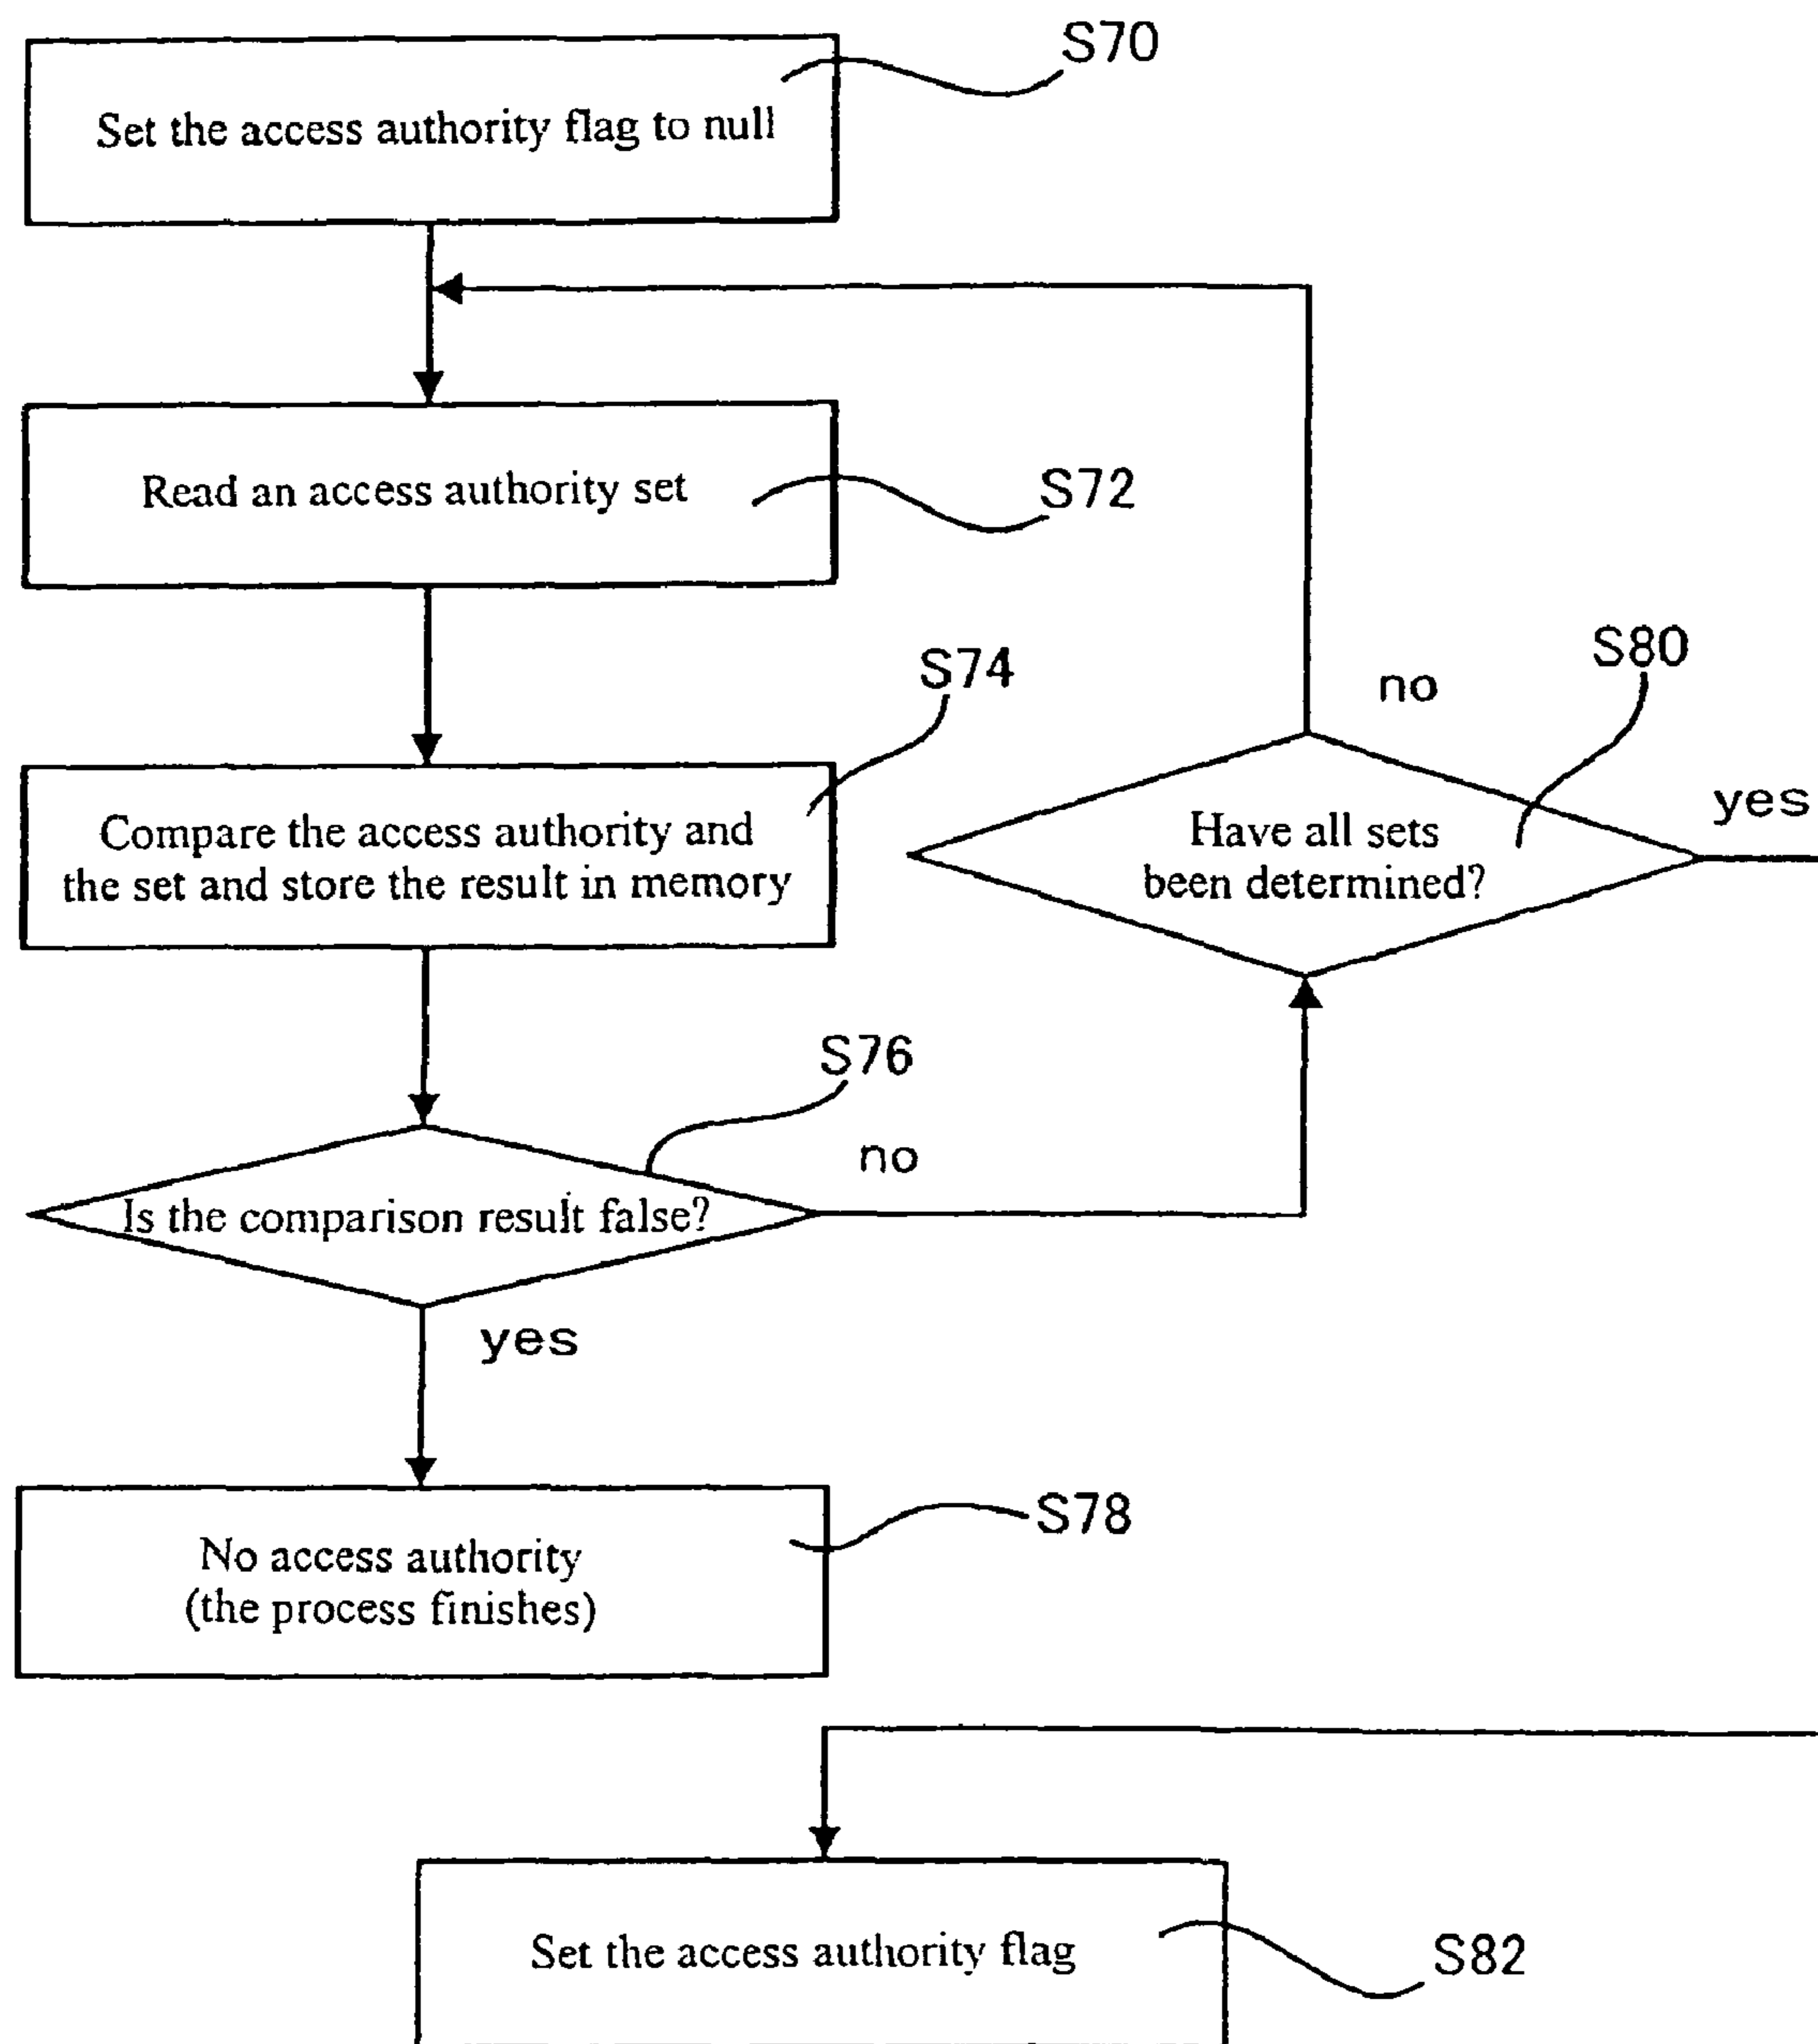 S70
Set the access authority flag to null
Read an access authority set
S72
S74
S80
no
yes
Compare the access authority and
the set and store the result in memory
Have all sets
been determined?
S76
no
Is the comparison result false?
yes
S78
No access authority
(the process finishes)
Set the access authority flag
S82